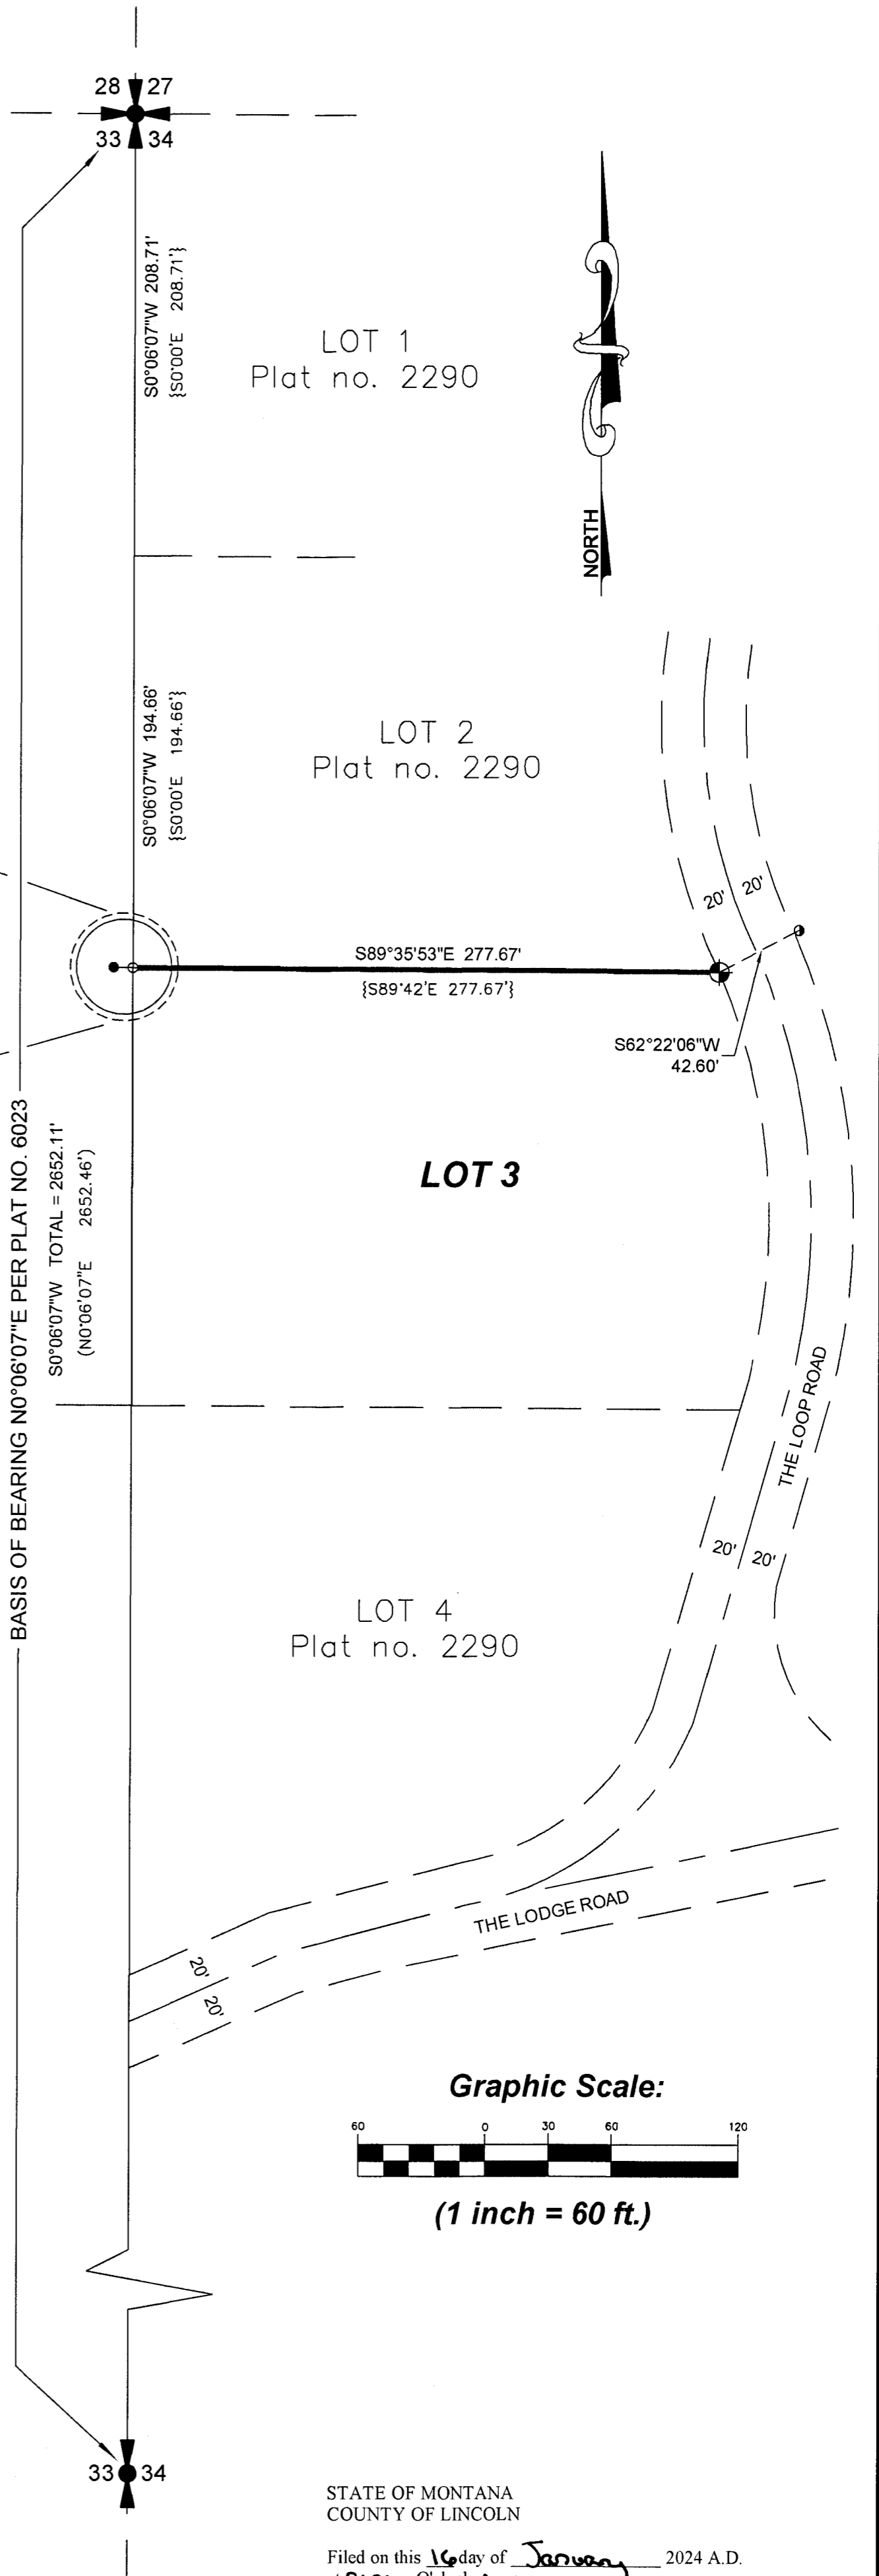 28 27
33 34
S0°06'07"W 208.71'
{S0°00'E 208.71'}
LOT 1
Plat no. 2290
NORTH
S0°06'07"W 194.66'
{S0°00'E 194.66'}
LOT 2
Plat no. 2290
20' 20'
S89°35'53"E 277.67'
{S89°42'E 277.67'}
S62°22'06"W
42.60'
BASIS OF BEARING N0°06'07"E PER PLAT NO. 6023
S0°06'07"W TOTAL = 2652.11'
(N0°06'07"E 2652.46')
LOT 3
THE LOOP ROAD
20' 20'
LOT 4
Plat no. 2290
THE LODGE ROAD
20'
20'
Graphic Scale:
60 0 30 60 120
(1 inch = 60 ft.)
33 34
STATE OF MONTANA
COUNTY OF LINCOLN
Filed on this 16 day of January 2024 A.D.